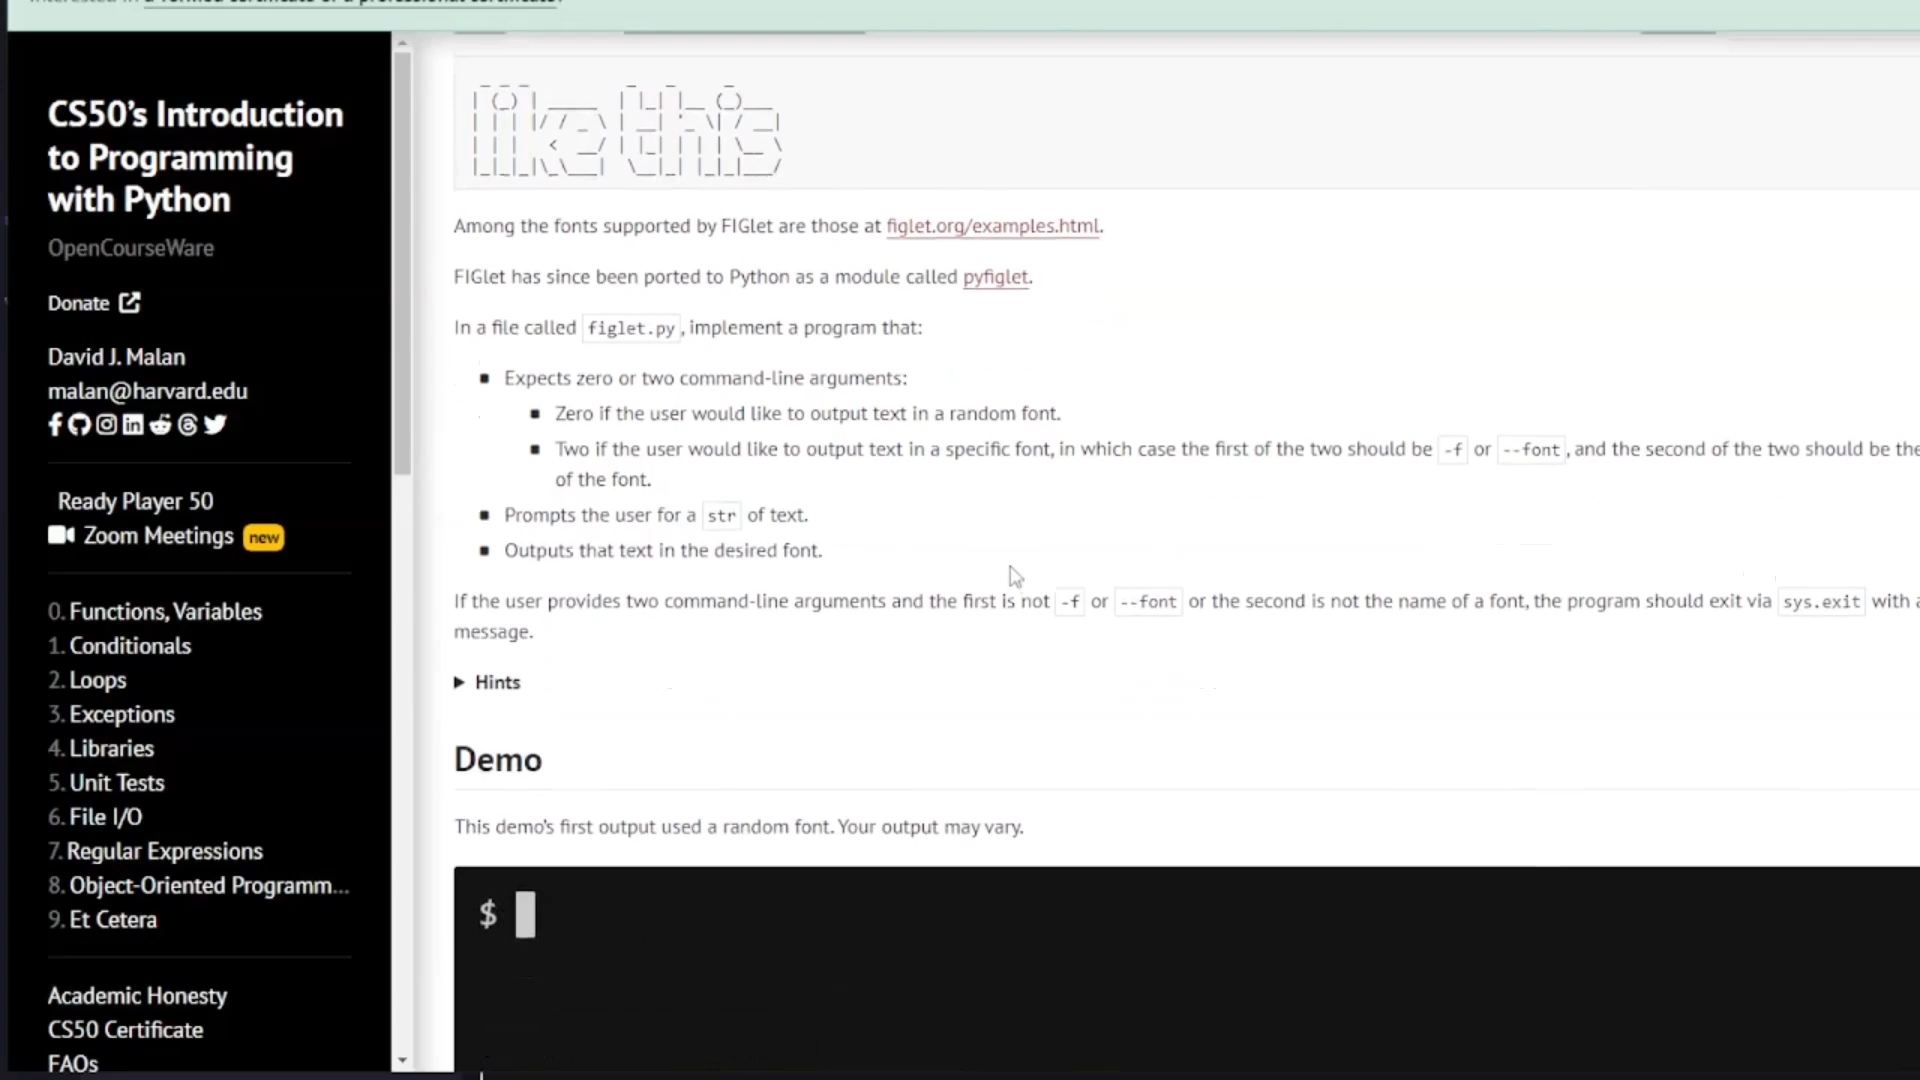 a verified certificate or a professional certificate?
CS50's Introduction
to Programming
with Python
OpenCourseWare
Donate
David J. Malan
malan@harvard.edu
Ready Player 50
Zoom Meetings new
0. Functions, Variables
1. Conditionals
2. Loops
3. Exceptions
4. Libraries
5. Unit Tests
6. File I/O
7. Regular Expressions
8. Object-Oriented Programm...
9. Et Cetera
Academic Honesty
CS50 Certificate
FAQs
like this
Among the fonts supported by FIGlet are those at figlet.org/examples.html.
FIGlet has since been ported to Python as a module called pyfiglet.
In a file called figlet.py, implement a program that:
Expects zero or two command-line arguments:
Zero if the user would like to output text in a random font.
Two if the user would like to output text in a specific font, in which case the first of the two should be -f or --font, and the second of the two should be the
of the font.
Prompts the user for a str of text.
Outputs that text in the desired font.
If the user provides two command-line arguments and the first is not -f or --font or the second is not the name of a font, the program should exit via sys.exit with a
message.
Hints
Demo
This demo's first output used a random font. Your output may vary.
$